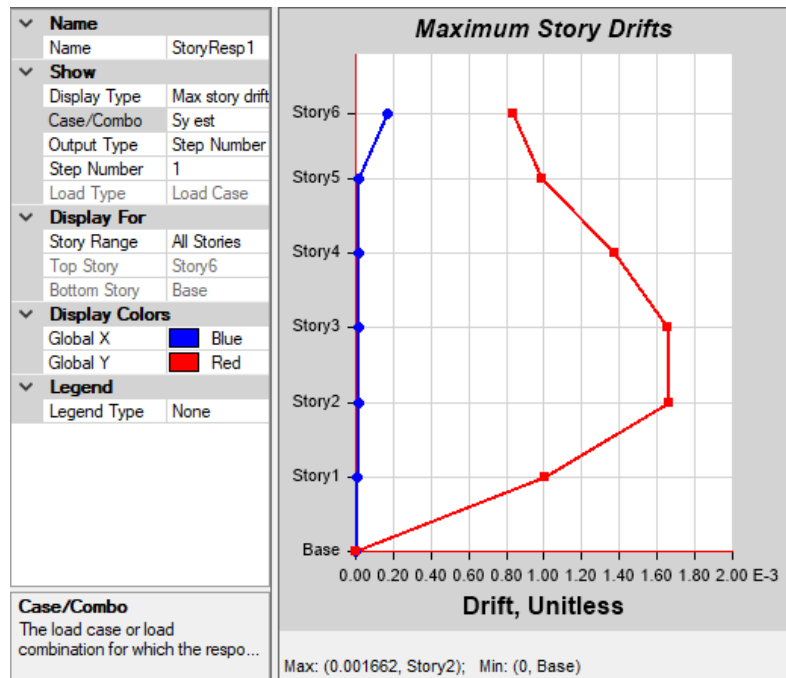 Name
Name StoryResp1
Show
Display Type Max story drift
Case/Combo Sy est
Output Type Step Number
Step Number 1
Load Type Load Case
Display For
Story Range All Stories
Top Story Story6
Bottom Story Base
Display Colors
Global X Blue
Global Y Red
Legend
Legend Type None
Case/Combo
The load case or load
combination for which the respo...
Maximum Story Drifts
Story6
Story5
Story4
Story3
Story2
Story1
Base
0.00 0.20 0.40 0.60 0.80 1.00 1.20 1.40 1.60 1.80 2.00 E-3
Drift, Unitless
Max: (0.001662, Story2); Min: (0, Base)